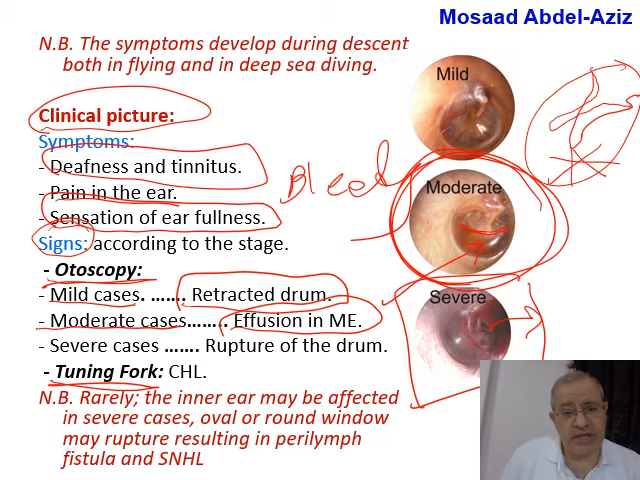 Mosaad Abdel-Aziz
N.B. The symptoms develop during descent
both in flying and in deep sea diving.
Clinical picture:
Symptoms:
- Deafness and tinnitus.
- Pain in the ear.
- Sensation of ear fullness.
Signs: according to the stage.
- Otoscopy:
- Mild cases. ....... Retracted drum.
- Moderate cases........ Effusion in ME.
- Severe cases ....... Rupture of the drum.
- Tuning Fork: CHL.
N.B. Rarely; the inner ear may be affected
in severe cases, oval or round window
may rupture resulting in perilymph
fistula and SNHL
Mild
Moderate
Severe
Bleed